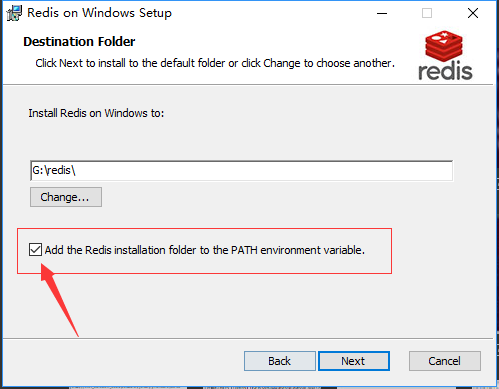 Redis on Windows Setup
Destination Folder
Click Next to install to the default folder or click Change to choose another.
redis
Install Redis on Windows to:
G:\redis\
Change...
Add the Redis installation folder to the PATH environment variable.
Back
Next
Cancel